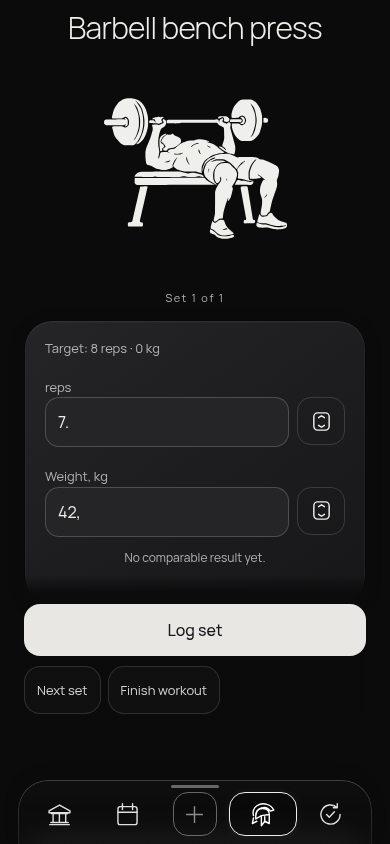 Barbell bench press
Set 1 of 1
Target: 8 reps · 0 kg
reps
7.
Weight, kg
42,
No comparable result yet.
Log set
Next set
Finish workout